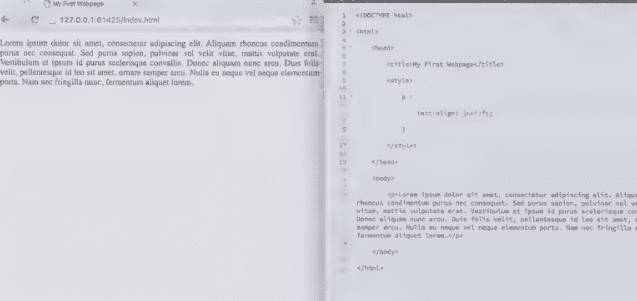 My First Webpage
127.0.0.1:61429/index.html
Lorem ipsum dolor sit amet, consectetur adipiscing elit. Aliquam rhoncus condimentum
purus nec consequat. Sed purus sapien, pulvinar vel velit vitae, mattis vulputate erat.
Vestibulum et ipsum id purus scelerisque convallis. Donec aliquam nunc arcu. Duis felis
velit, pellentesque id leo sit amet, ornare semper arcu. Nulla eu neque vel neque elementum
porta. Nam nec fringilla nunc, fermentum aliquet lorem.
<!DOCTYPE html>
<html>
<head>
<title>My First Webpage</title>
<style>
p {
text-align: justify;
}
</style>
</head>
<body>
<p>Lorem ipsum dolor sit amet, consectetur adipiscing elit. Aliqua
rhoncus condimentum purus nec consequat. Sed purus sapien, pulvinar vel ve
vitae, mattis vulputate erat. Vestibulum et ipsum id purus scelerisque con
Donec aliquam nunc arcu. Duis felis velit, pellentesque id leo sit amet,
semper arcu. Nulla eu neque vel neque elementum porta. Nam nec fringilla
fermentum aliquet lorem.</p>
</body>
</html>